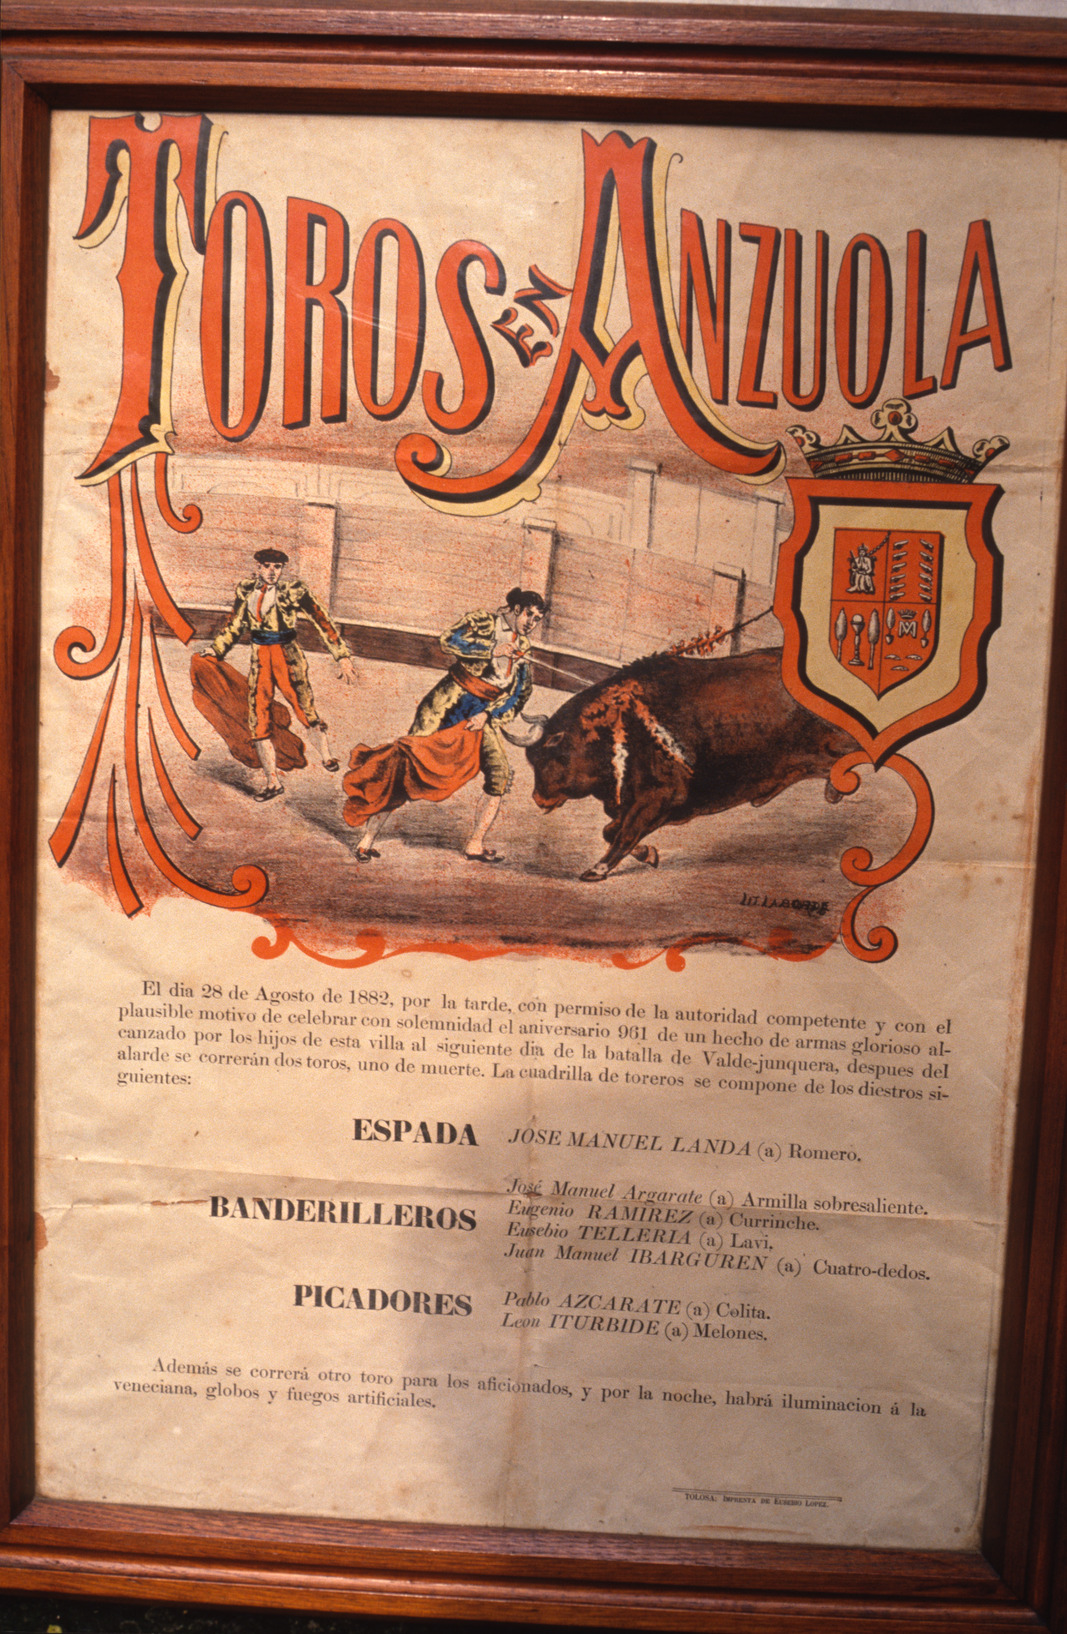 TOROS EN ANZUOLA
LIT. LABORDE
El dia 28 de Agosto de 1882, por la tarde, con permiso de la autoridad competente y con el
plausible motivo de celebrar con solemnidad el aniversario 961 de un hecho de armas glorioso al-
canzado por los hijos de esta villa al siguiente dia de la batalla de Valde-junquera, despues del
alarde se correrán dos toros, uno de muerte. La cuadrilla de toreros se compone de los diestros si-
guientes:
ESPADA JOSE MANUEL LANDA (a) Romero.
BANDERILLEROS
José Manuel Argarate (a) Armilla sobresaliente.
Eugenio RAMIREZ (a) Currinche.
Eusebio TELLERIA (a) Lavi.
Juan Manuel IBARGUREN (a) Cuatro-dedos.
PICADORES
Pablo AZCARATE (a) Colita.
Leon ITURBIDE (a) Melones.
Además se correrá otro toro para los aficionados, y por la noche, habrá iluminacion á la
veneciana, globos y fuegos artificiales.
TOLOSA: IMPRENTA DE EUSEBIO LOPEZ.